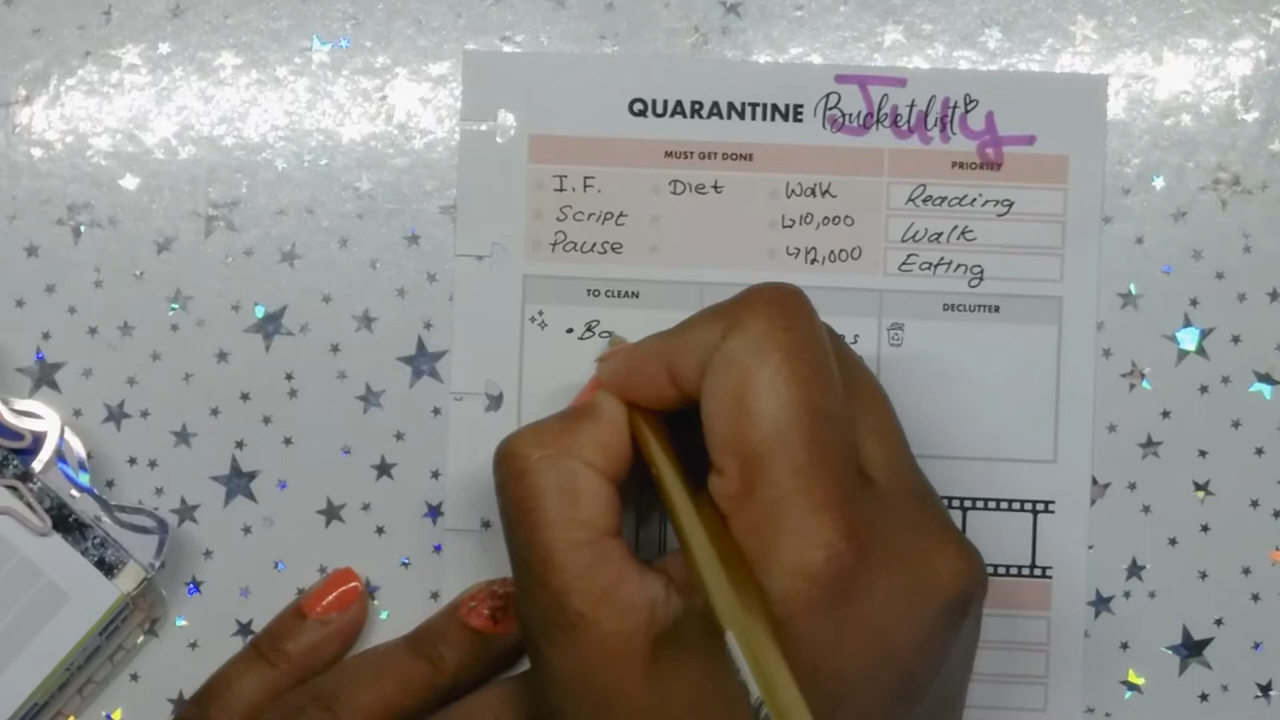 QUARANTINE Bucket list
July
MUST GET DONE
PRIORITY
I.F.
Diet
Walk
Script
↳10,000
Pause
↳12,000
Reading
Walk
Eating
TO CLEAN
DECLUTTER
• Ba